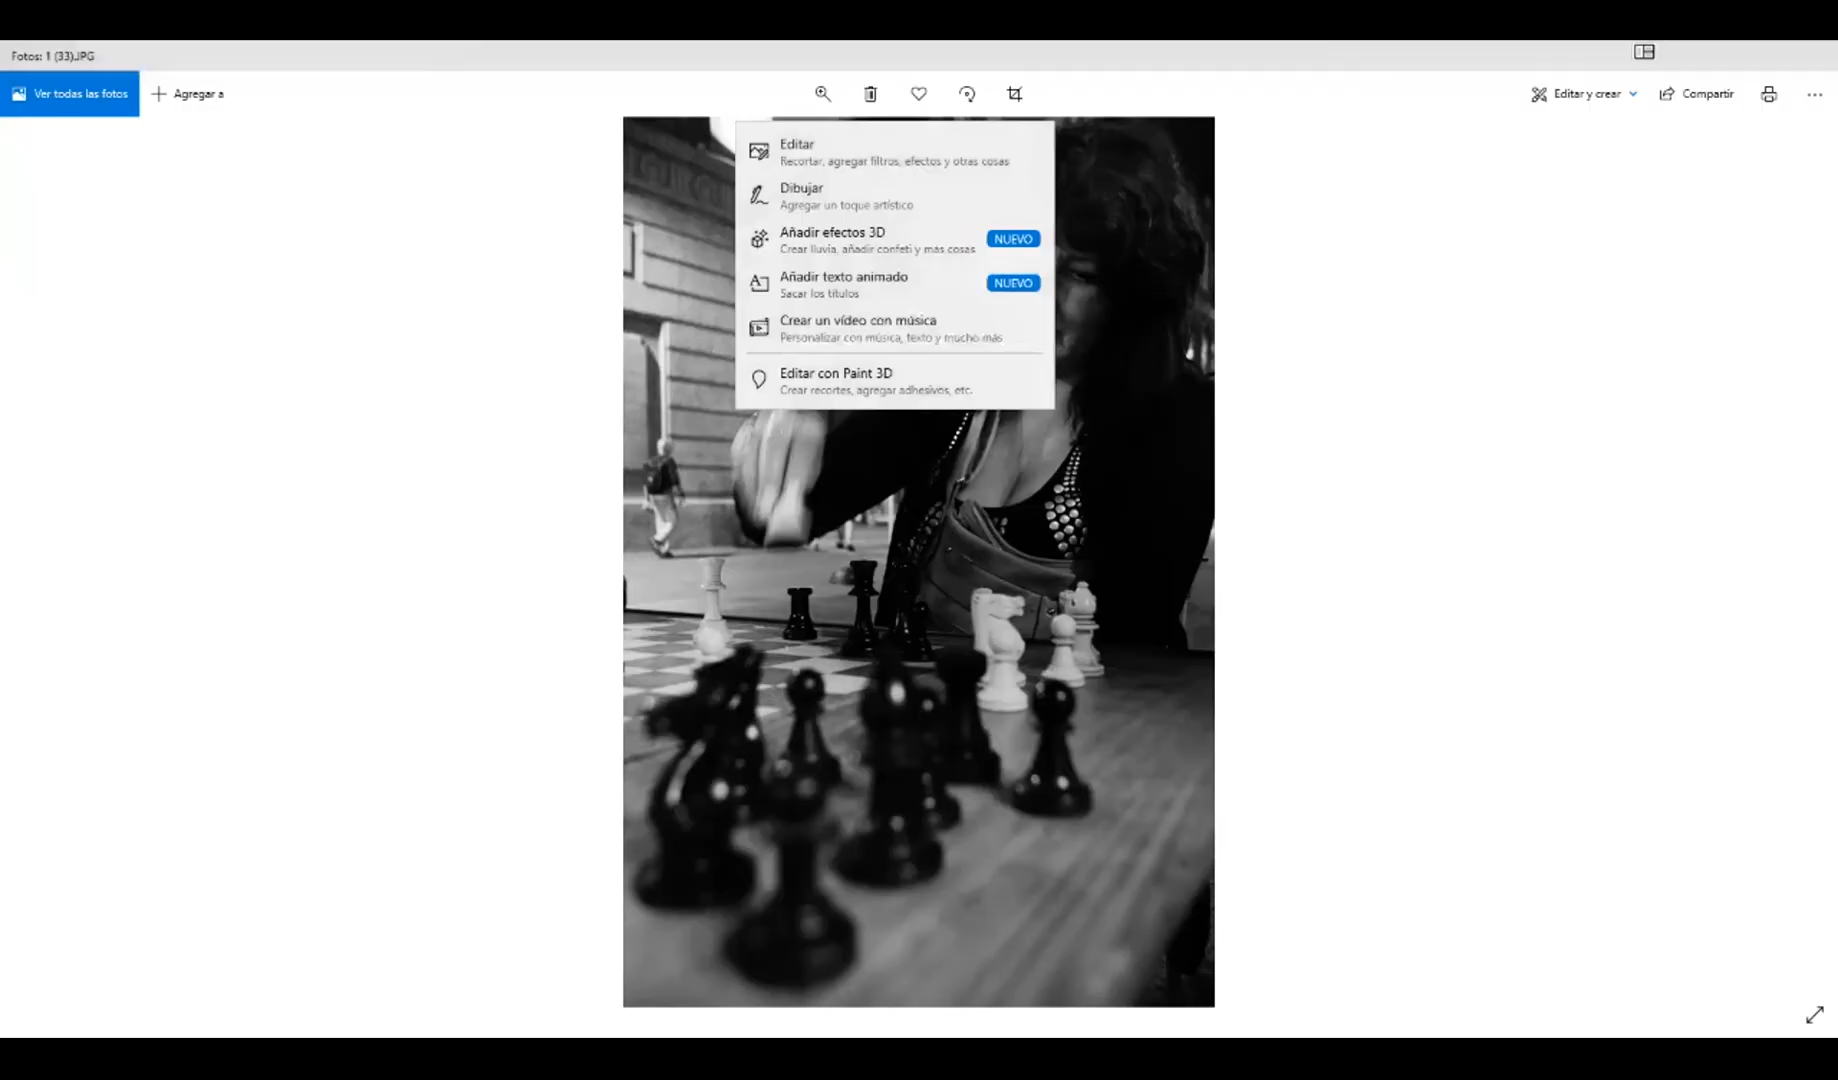 Fotos: 1 (33).JPG
Ver todas las fotos
Agregar a
Editar y crear
Compartir
Editar
Recortar, agregar filtros, efectos y otras cosas
Dibujar
Agregar un toque artístico
Añadir efectos 3D
Crear lluvia, añadir confeti y mas cosas
NUEVO
Añadir texto animado
Sacar los títulos
NUEVO
Crear un vídeo con música
Personalizar con música, texto y mucho más
Editar con Paint 3D
Crear recortes, agregar adhesivos, etc.